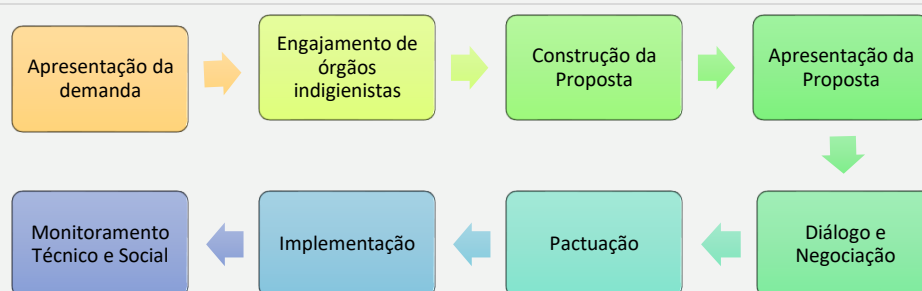 Apresentação da
demanda
Engajamento de
órgãos
indigienistas
Construção da
Proposta
Apresentação da
Proposta
Diálogo e
Negociação
Pactuação
Implementação
Monitoramento
Técnico e Social